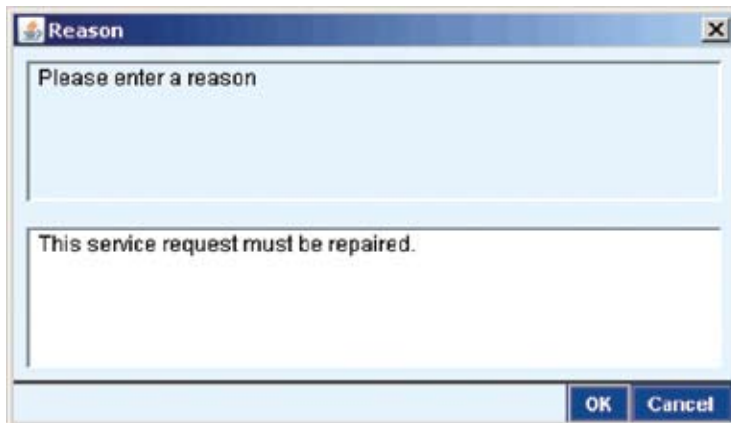 Reason
Please enter a reason
This service request must be repaired.
OK Cancel